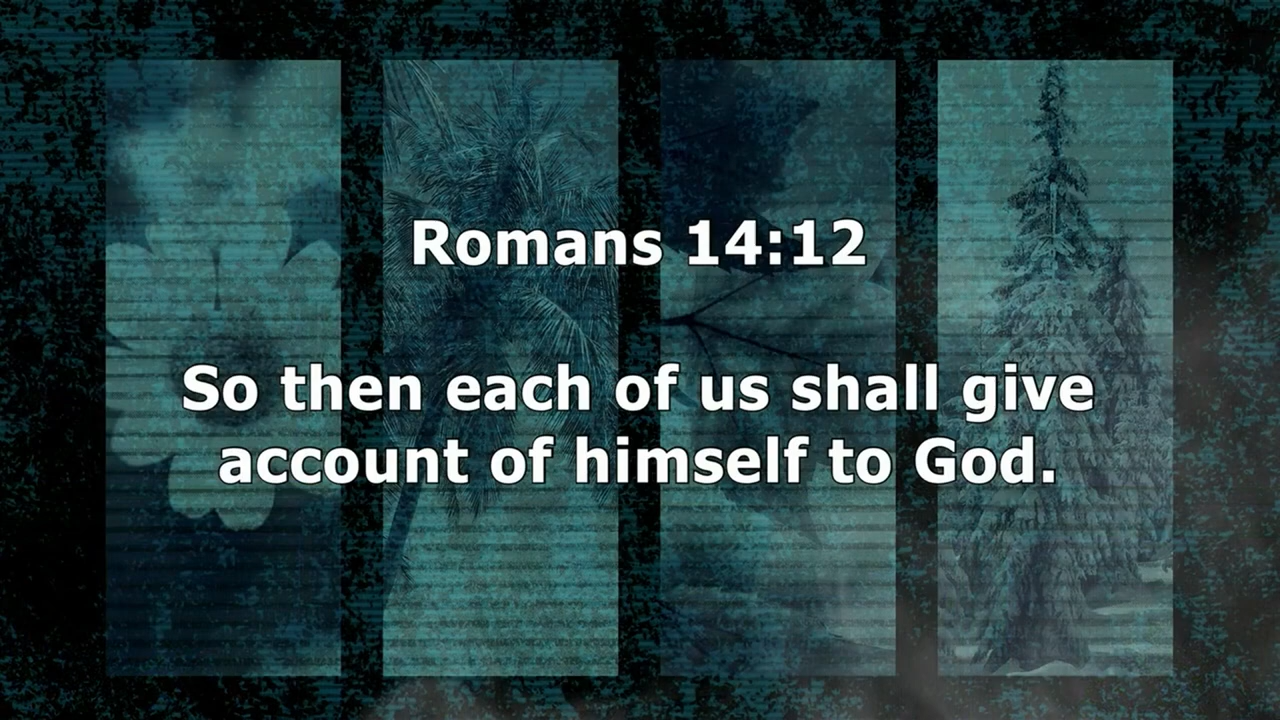 Romans 14:12
So then each of us shall give
account of himself to God.